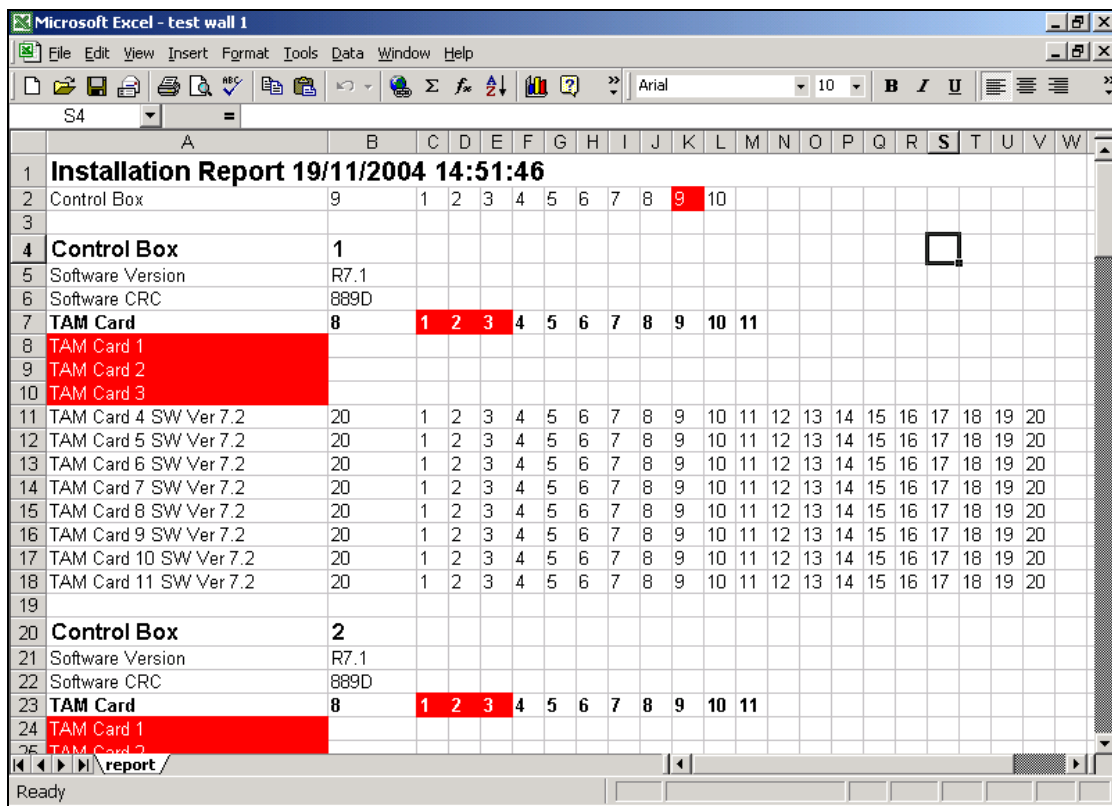 Microsoft Excel - test wall 1
File Edit View Insert Format Tools Data Window Help
ABC Σ fx A Z ? » Arial 10 B I U »
S4 =
A B C D E F G H I J K L M N O P Q R S T U V W
1 Installation Report 19/11/2004 14:51:46
2 Control Box 9 1 2 3 4 5 6 7 8 9 10
3
4 Control Box 1
5 Software Version R7.1
6 Software CRC 889D
7 TAM Card 8 1 2 3 4 5 6 7 8 9 10 11
8 TAM Card 1
9 TAM Card 2
10 TAM Card 3
11 TAM Card 4 SW Ver 7.2 20 1 2 3 4 5 6 7 8 9 10 11 12 13 14 15 16 17 18 19 20
12 TAM Card 5 SW Ver 7.2 20 1 2 3 4 5 6 7 8 9 10 11 12 13 14 15 16 17 18 19 20
13 TAM Card 6 SW Ver 7.2 20 1 2 3 4 5 6 7 8 9 10 11 12 13 14 15 16 17 18 19 20
14 TAM Card 7 SW Ver 7.2 20 1 2 3 4 5 6 7 8 9 10 11 12 13 14 15 16 17 18 19 20
15 TAM Card 8 SW Ver 7.2 20 1 2 3 4 5 6 7 8 9 10 11 12 13 14 15 16 17 18 19 20
16 TAM Card 9 SW Ver 7.2 20 1 2 3 4 5 6 7 8 9 10 11 12 13 14 15 16 17 18 19 20
17 TAM Card 10 SW Ver 7.2 20 1 2 3 4 5 6 7 8 9 10 11 12 13 14 15 16 17 18 19 20
18 TAM Card 11 SW Ver 7.2 20 1 2 3 4 5 6 7 8 9 10 11 12 13 14 15 16 17 18 19 20
19
20 Control Box 2
21 Software Version R7.1
22 Software CRC 889D
23 TAM Card 8 1 2 3 4 5 6 7 8 9 10 11
24 TAM Card 1
25 TAM Card 2
report
Ready